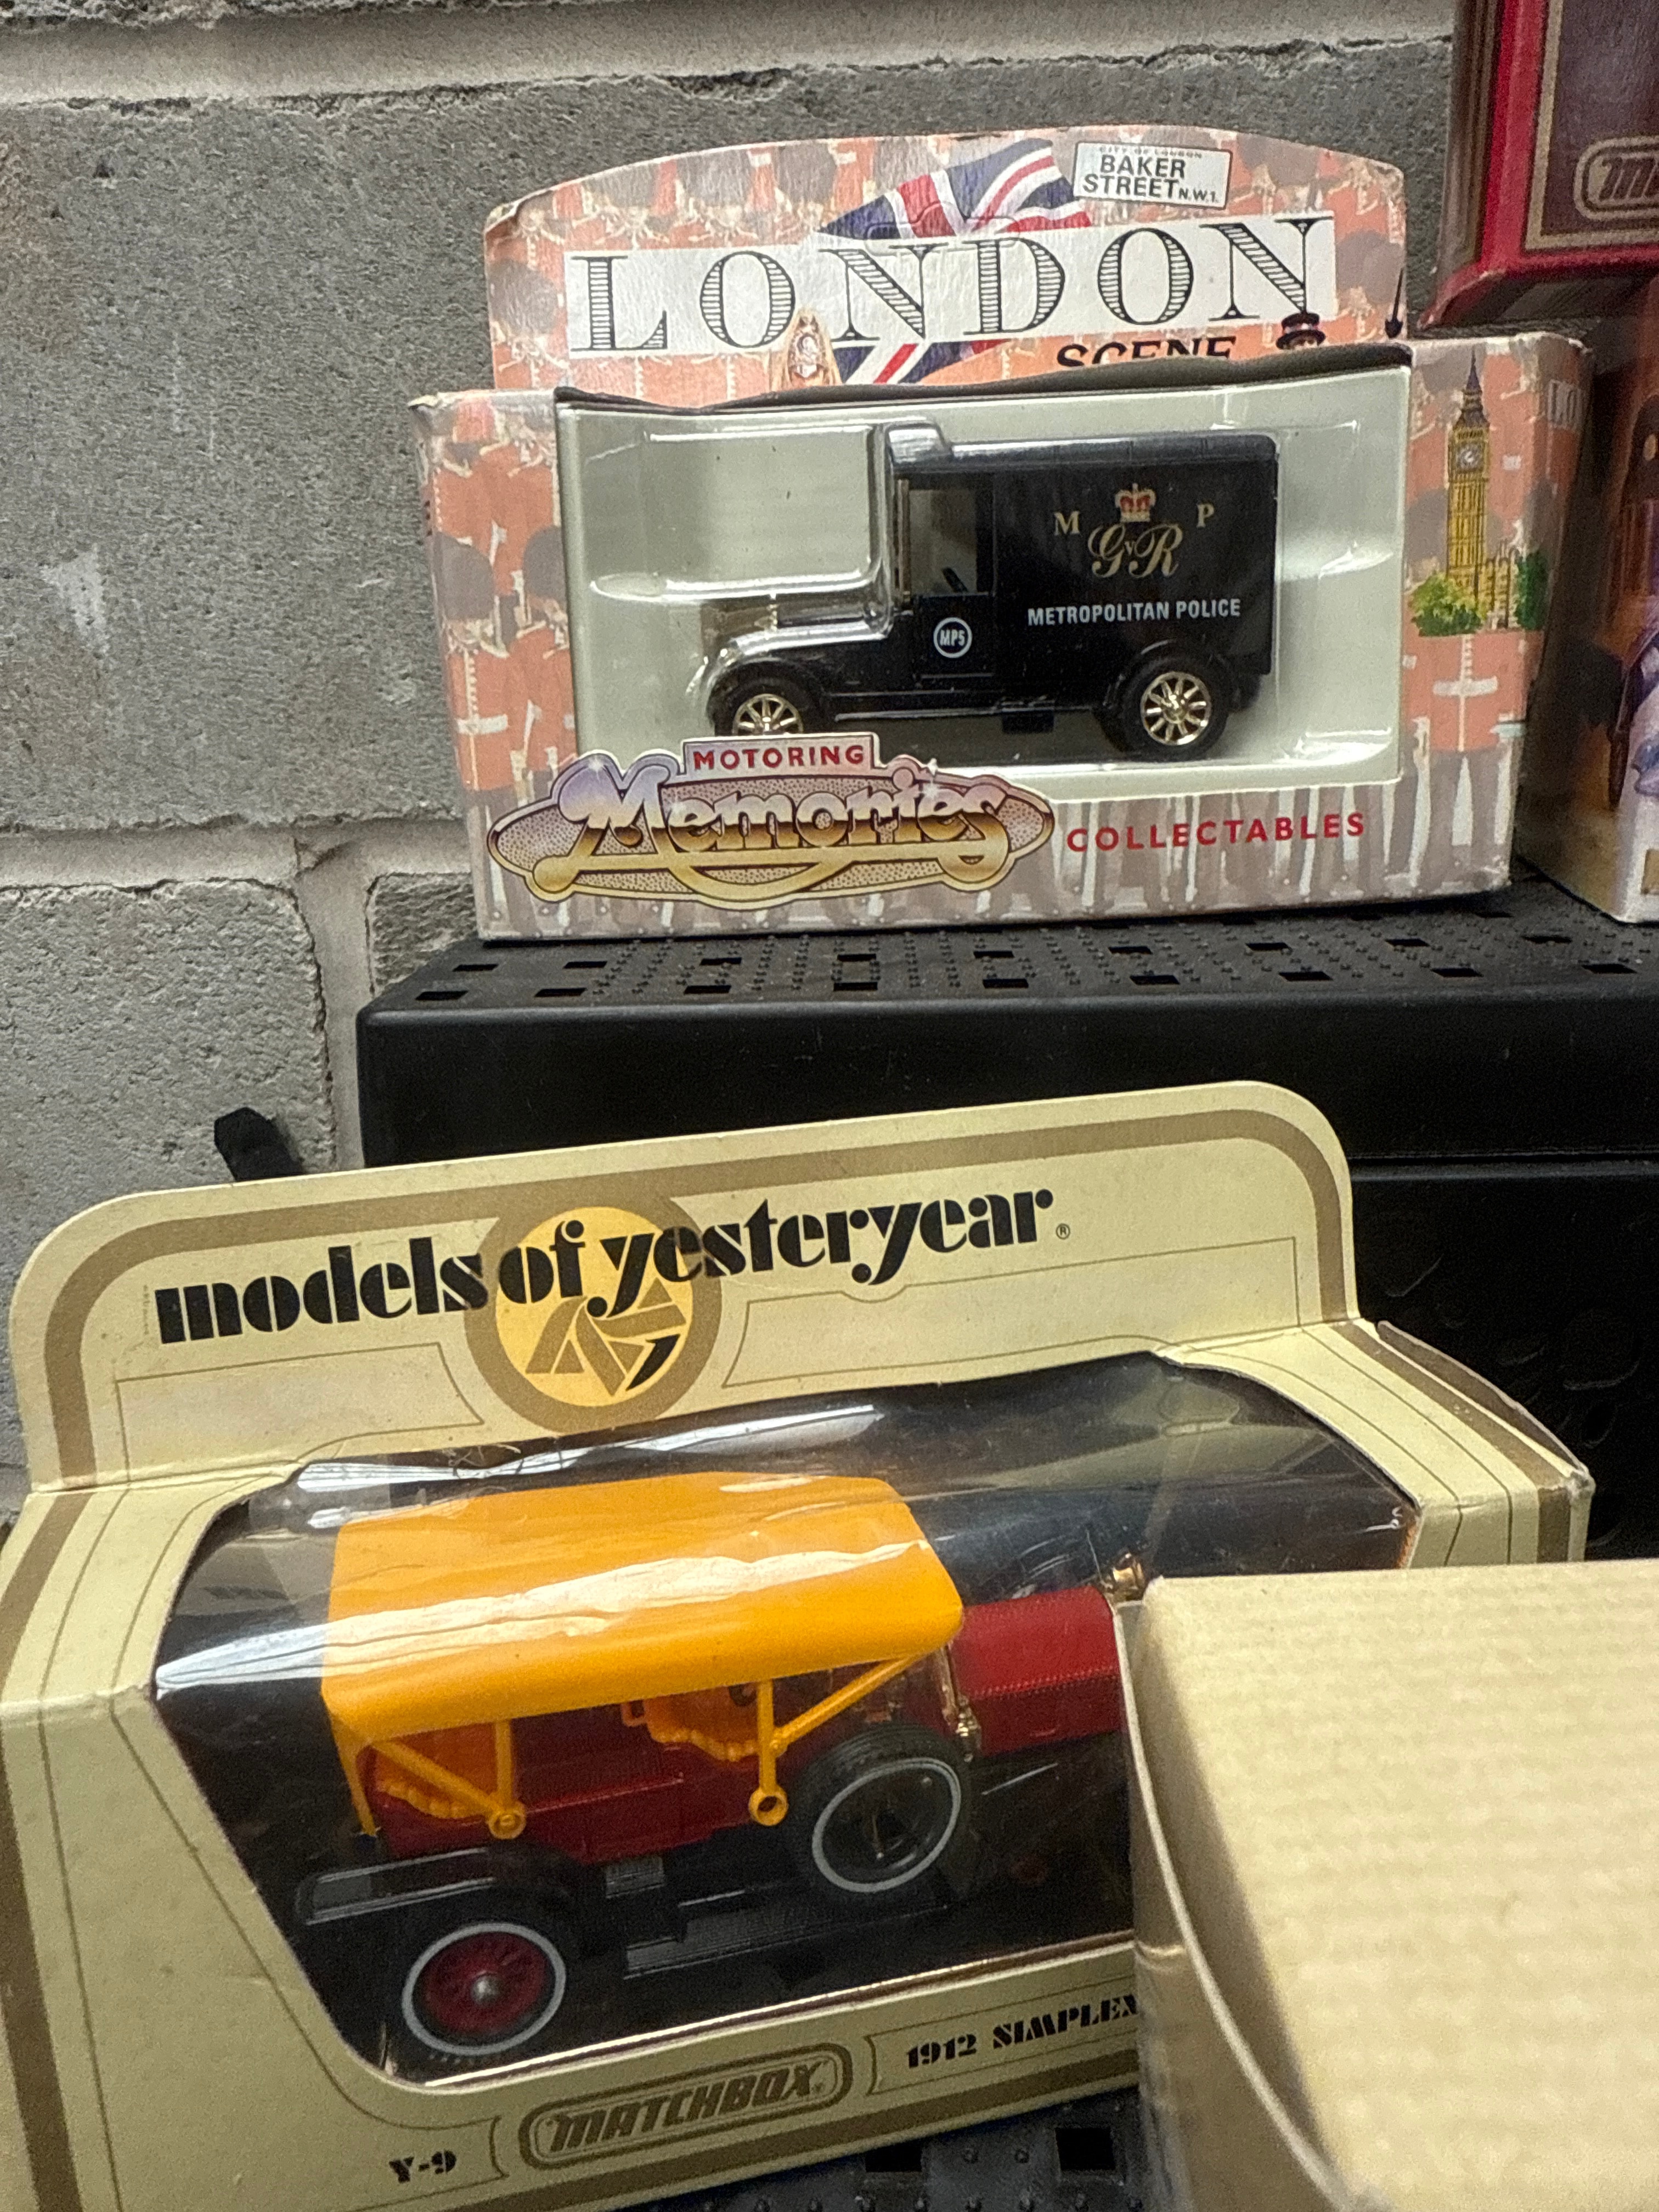 CITY OF LONDON
BAKER
STREET N.W.1.
LONDON
SCENE
M GVR P
METROPOLITAN POLICE
MPS
MOTORING
Memories
COLLECTABLES
models of yesteryear®
1912 SIMPLEX
MATCHBOX
Y-9